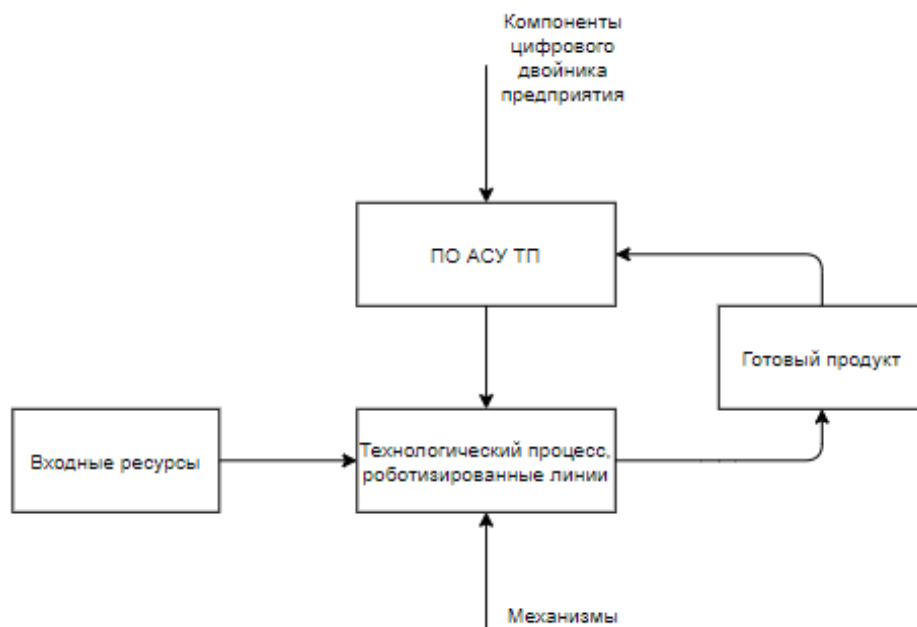 Компоненты
цифрового
двойника
предприятия
ПО АСУ ТП
Готовый продукт
Входные ресурсы
Технологический процесс,
роботизированные линии
Механизмы